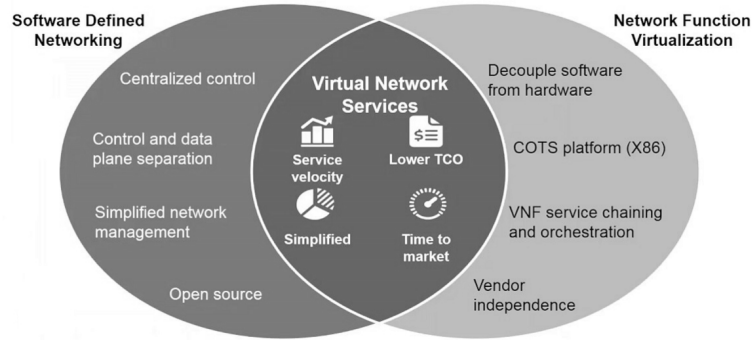 Software Defined
Networking
Network Function
Virtualization
Centralized control
Control and data
plane separation
Simplified network
management
Open source
Virtual Network
Services
Service
velocity
Lower TCO
Simplified
Time to
market
Decouple software
from hardware
COTS platform (X86)
VNF service chaining
and orchestration
Vendor
independence